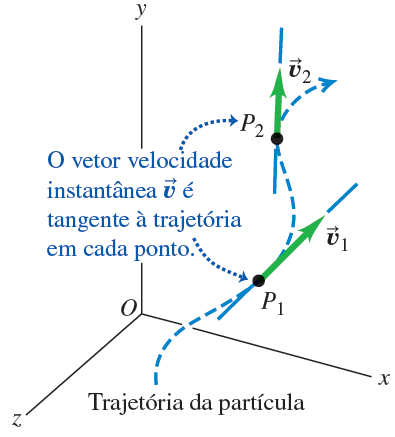 y
v⃗₂
P₂
O vetor velocidade
instantânea v⃗ é
tangente à trajetória
em cada ponto.
v⃗₁
P₁
O
x
Trajetória da partícula
z